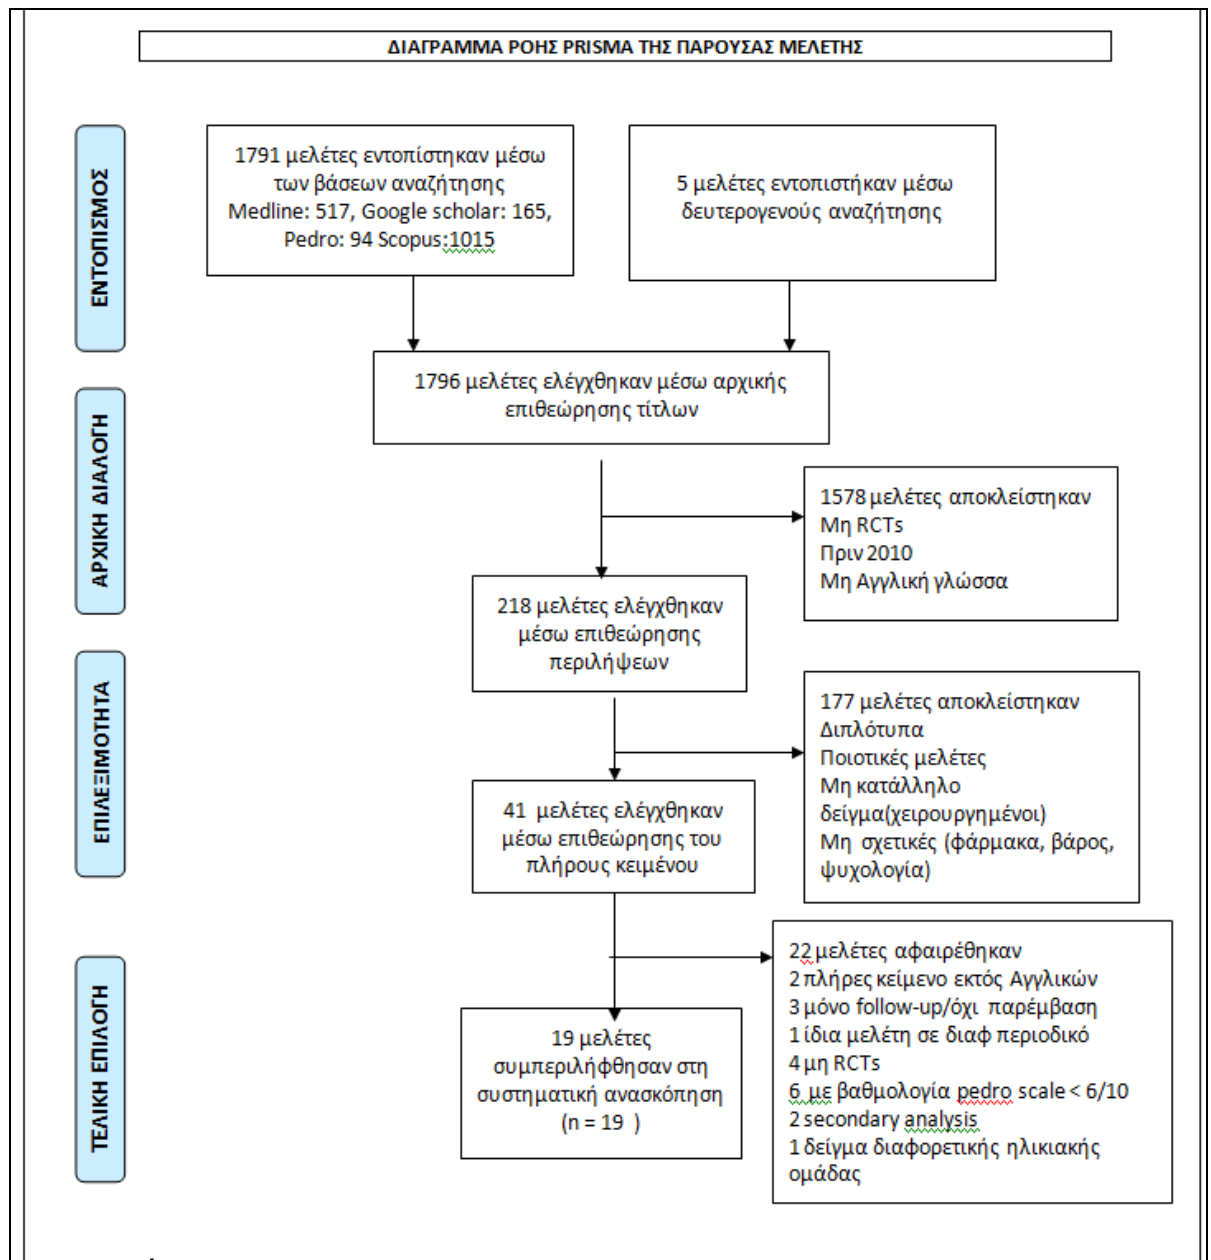 ΔΙΑΓΡΑΜΜΑ ΡΟΗΣ PRISMA ΤΗΣ ΠΑΡΟΥΣΑΣ ΜΕΛΕΤΗΣ
ΕΝΤΟΠΙΣΜΟΣ
1791 μελέτες εντοπίστηκαν μέσω
των βάσεων αναζήτησης
Medline: 517, Google scholar: 165,
Pedro: 94 Scopus:1015
5 μελέτες εντοπιστήκαν μέσω
δευτερογενούς αναζήτησης
1796 μελέτες ελέγχθηκαν μέσω αρχικής
επιθεώρησης τίτλων
ΑΡΧΙΚΗ ΔΙΑΛΟΓΗ
1578 μελέτες αποκλείστηκαν
Μη RCTs
Πριν 2010
Μη Αγγλική γλώσσα
218 μελέτες ελέγχθηκαν
μέσω επιθεώρησης
περιλήψεων
ΕΠΙΛΕΞΙΜΟΤΗΤΑ
177 μελέτες αποκλείστηκαν
Διπλότυπα
Ποιοτικές μελέτες
Μη κατάλληλο
δείγμα(χειρουργημένοι)
Μη σχετικές (φάρμακα, βάρος,
ψυχολογία)
41 μελέτες ελέγχθηκαν
μέσω επιθεώρησης του
πλήρους κειμένου
ΤΕΛΙΚΗ ΕΠΙΛΟΓΗ
22 μελέτες αφαιρέθηκαν
2 πλήρες κείμενο εκτός Αγγλικών
3 μόνο follow-up/όχι παρέμβαση
1 ίδια μελέτη σε διαφ περιοδικό
4 μη RCTs
6 με βαθμολογία pedro scale < 6/10
2 secondary analysis
1 δείγμα διαφορετικής ηλικιακής
ομάδας
19 μελέτες
συμπεριλήφθησαν στη
συστηματική ανασκόπηση
(n = 19 )